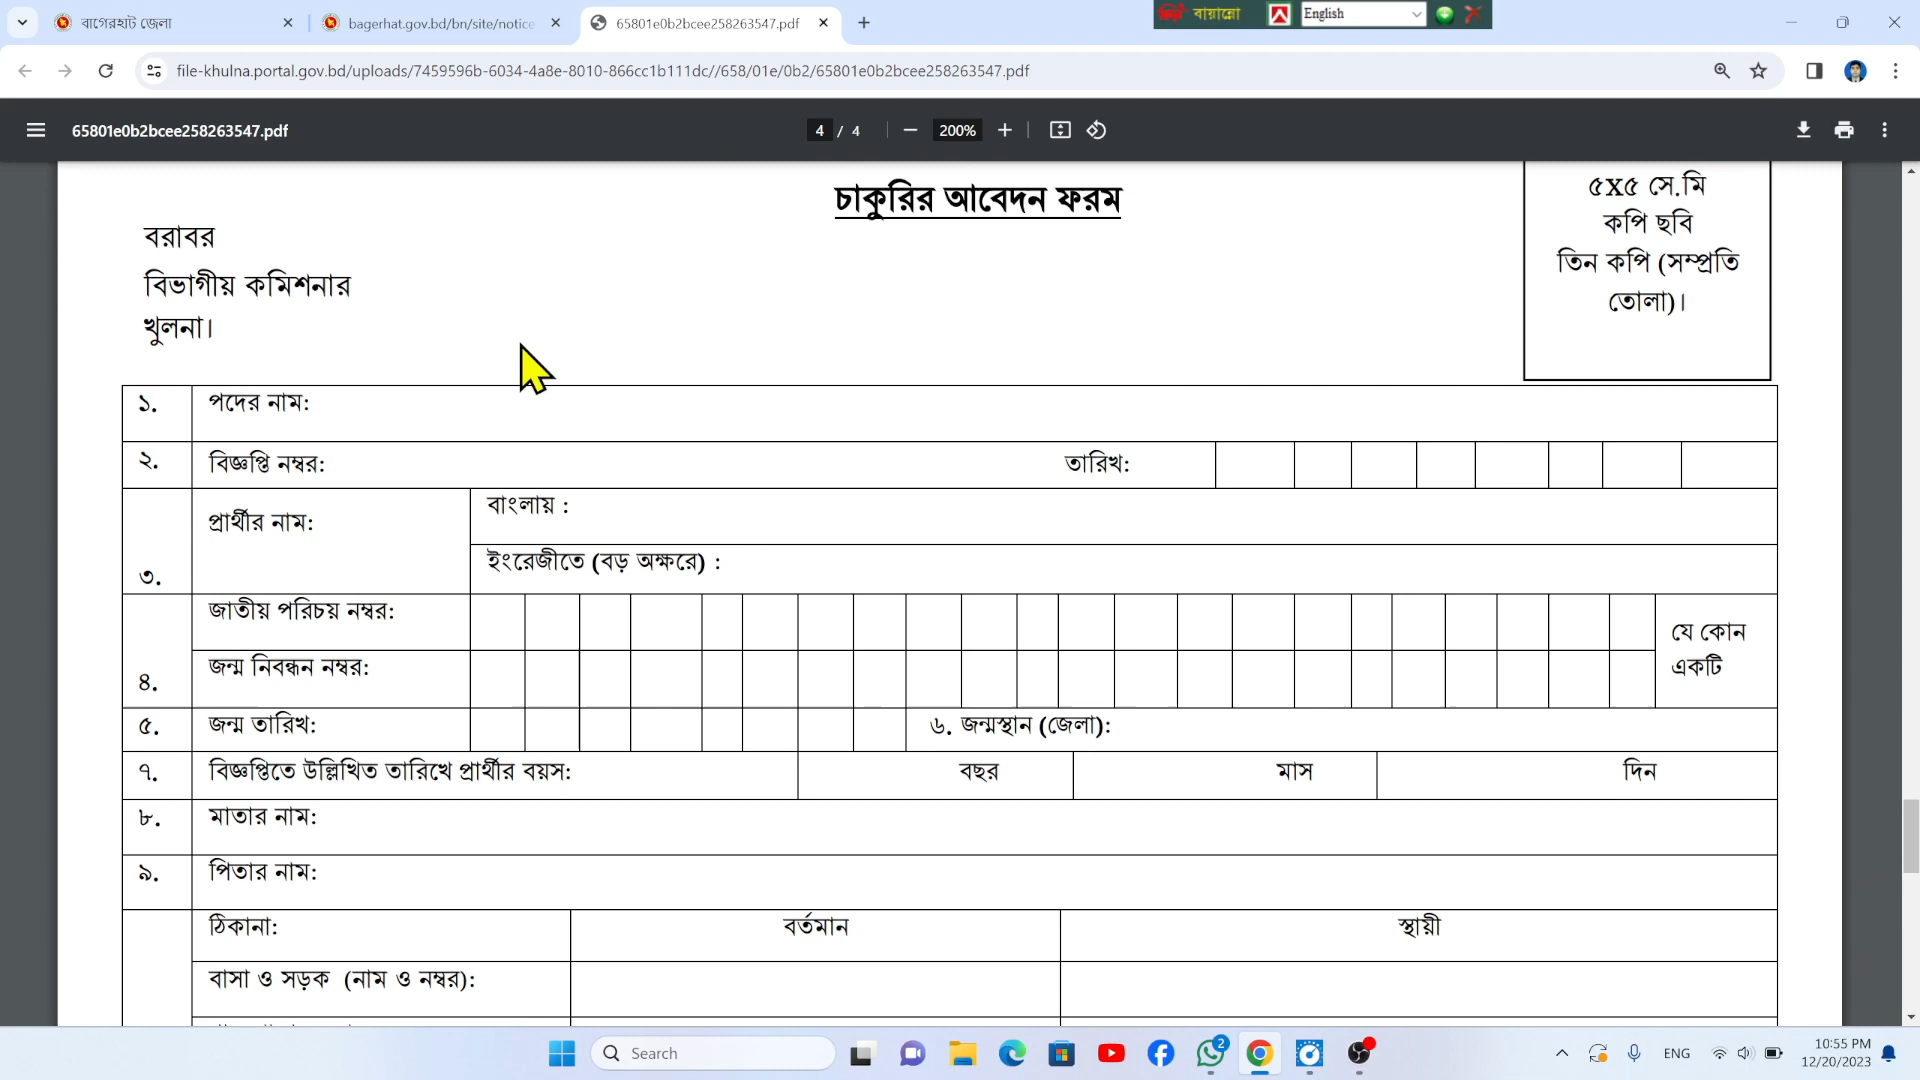 বাগেরহাট জেলা
bagerhat.gov.bd/bn/site/notice
65801e0b2bcee258263547.pdf
বায়ান্নো
English
file-khulna.portal.gov.bd/uploads/7459596b-6034-4a8e-8010-866cc1b111dc//658/01e/0b2/65801e0b2bcee258263547.pdf
65801e0b2bcee258263547.pdf
4 / 4
200%
চাকুরির আবেদন ফরম
৫X৫ সে.মি
কপি ছবি
তিন কপি (সম্প্রতি
তোলা)।
বরাবর
বিভাগীয় কমিশনার
খুলনা।
১. পদের নাম:
২. বিজ্ঞপ্তি নম্বর: তারিখ:
৩. প্রার্থীর নাম: বাংলায় :
ইংরেজীতে (বড় অক্ষরে) :
৪. জাতীয় পরিচয় নম্বর:
জন্ম নিবন্ধন নম্বর:
যে কোন
একটি
৫. জন্ম তারিখ: ৬. জন্মস্থান (জেলা):
৭. বিজ্ঞপ্তিতে উল্লিখিত তারিখে প্রার্থীর বয়স: বছর মাস দিন
৮. মাতার নাম:
৯. পিতার নাম:
ঠিকানা: বর্তমান স্থায়ী
বাসা ও সড়ক (নাম ও নম্বর):
Search
2
ENG
10:55 PM
12/20/2023